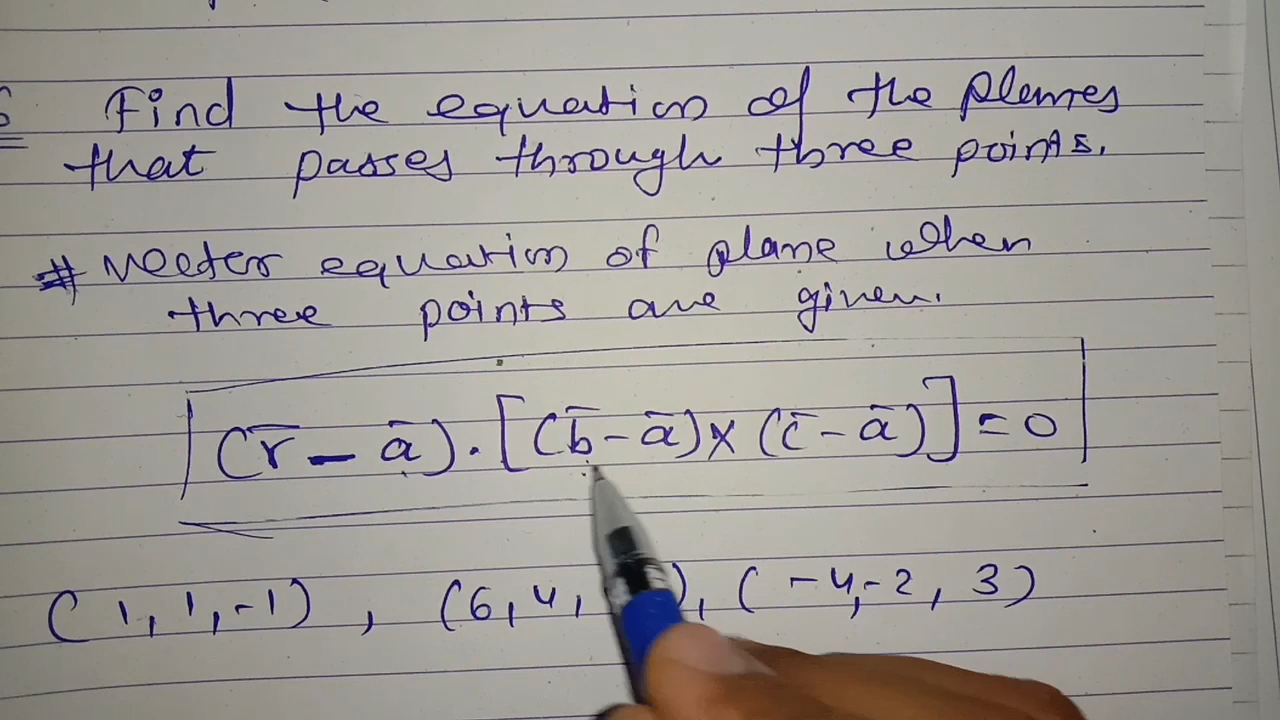 Find the equation of the planes
that passes through three points.
# Vector equation of plane when
three points are given.
(r̄ - ā) . [(b̄ - ā) × (c̄ - ā)] = 0
(1, 1, -1) , (6, 4, ), (-4, -2, 3)